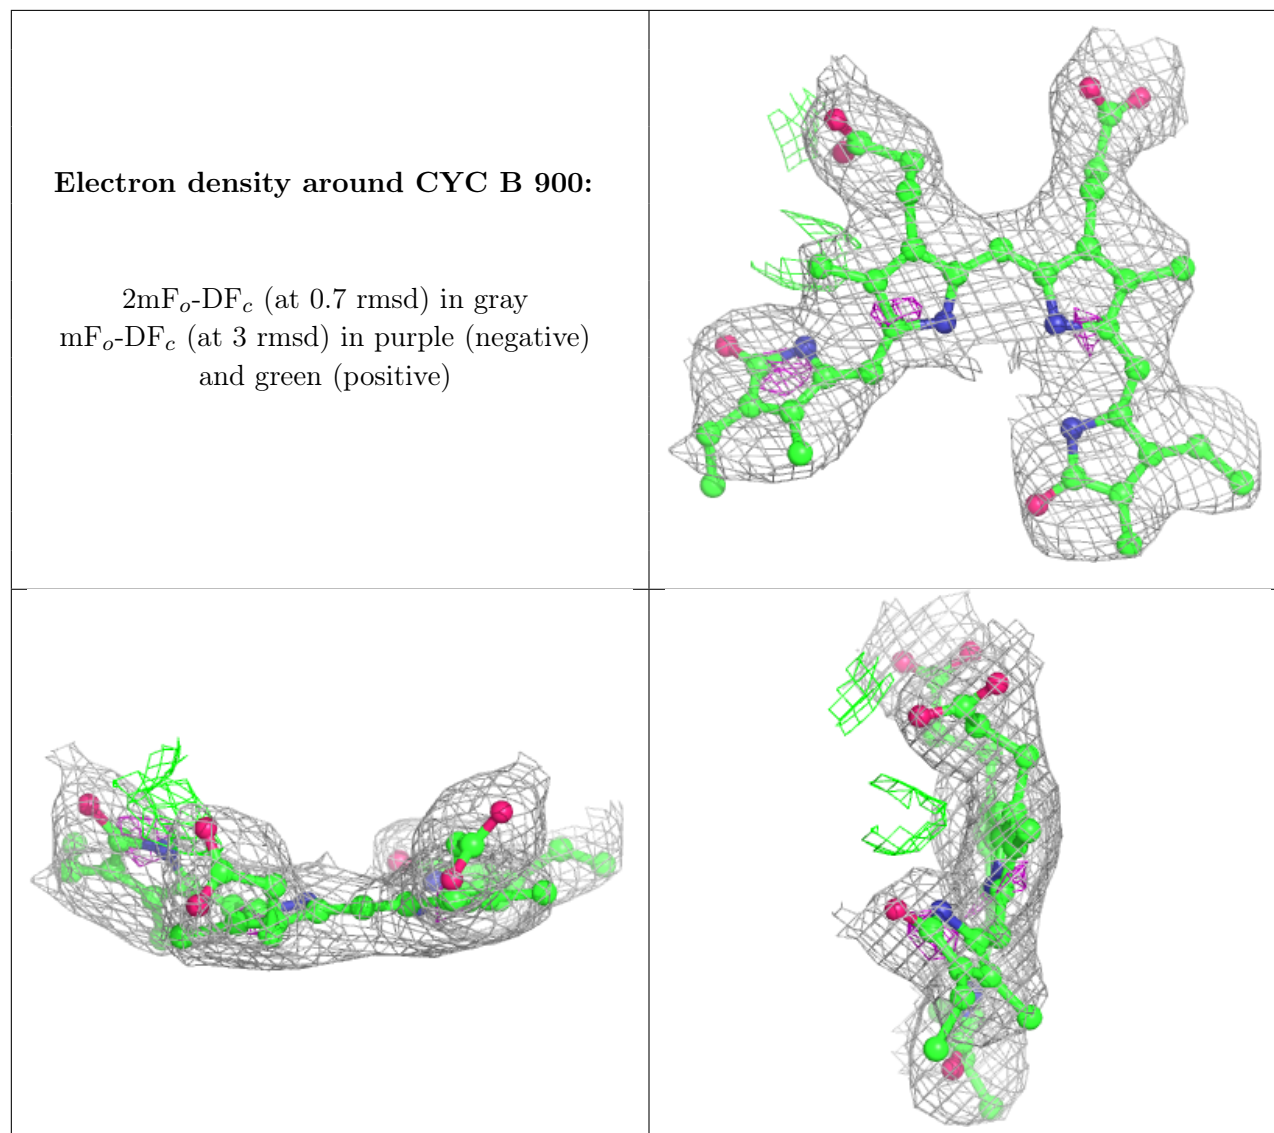 Electron density around CYC B 900:
2mFo-DFc (at 0.7 rmsd) in gray
mFo-DFc (at 3 rmsd) in purple (negative)
and green (positive)